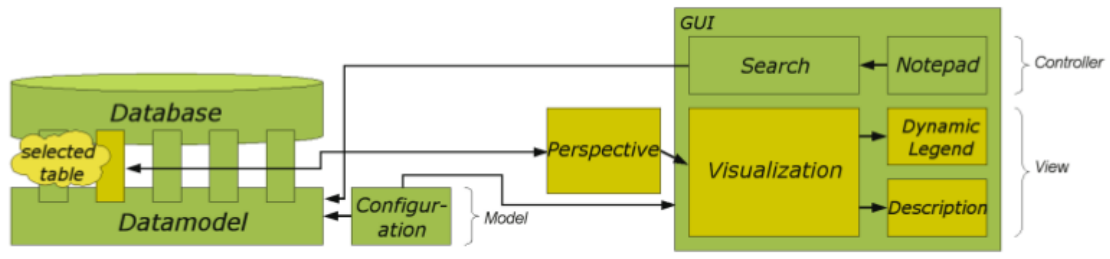 GUI
Search
Notepad
Controller
Database
selected
table
Perspective
Visualization
Dynamic
Legend
View
Description
Datamodel
Configur-
ation
Model